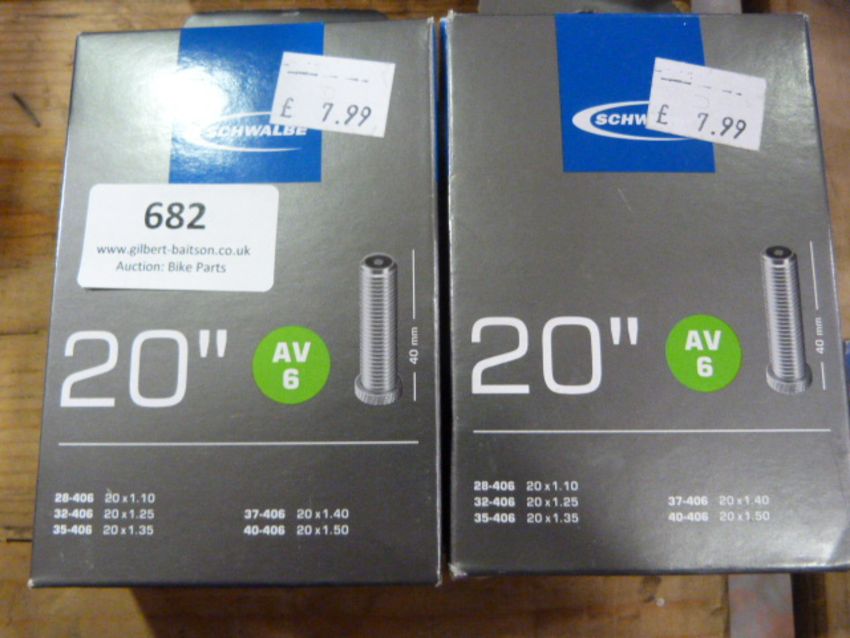 £ 7.99
SCHWALBE
682
www.gilbert-baitson.co.uk
Auction: Bike Parts
40 mm
20"
AV
6
28-406 20 x 1.10
32-406 20 x 1.25
35-406 20 x 1.35
37-406 20 x 1.40
40-406 20 x 1.50
£ 7.99
SCHW
40 mm
20"
AV
6
28-406 20 x 1.10
32-406 20 x 1.25
35-406 20 x 1.35
37-406 20 x 1.40
40-406 20 x 1.50